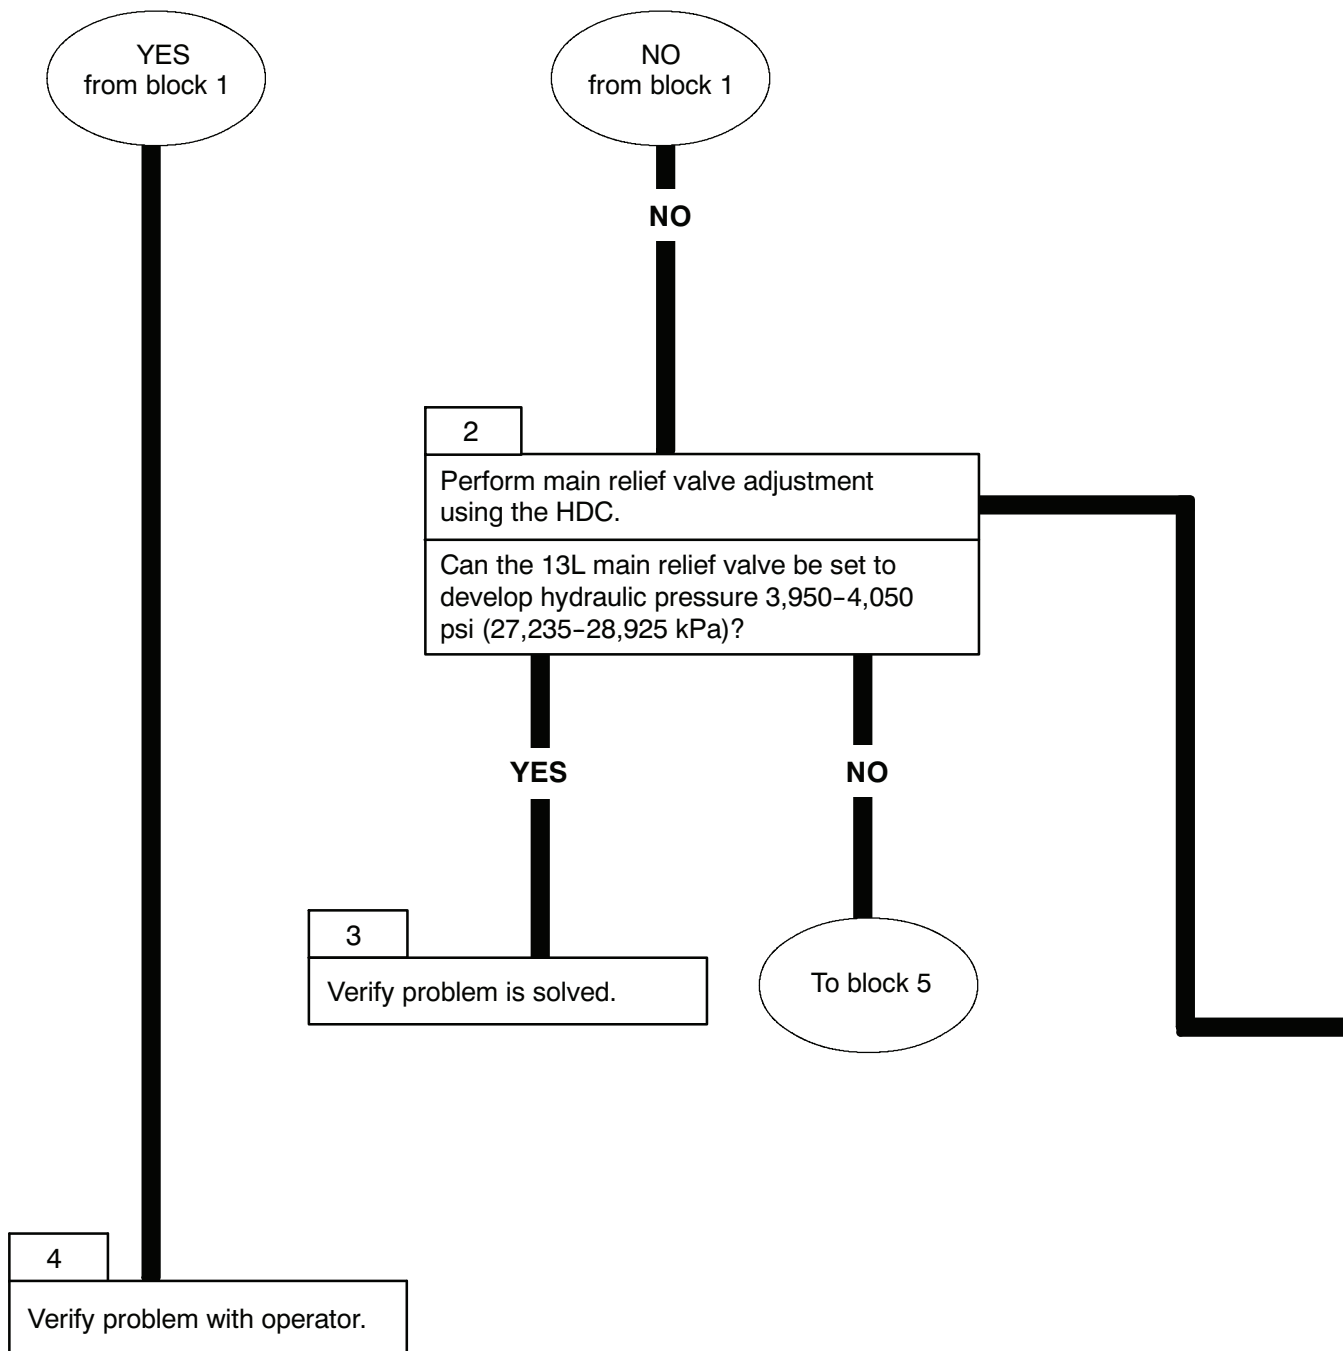 YES
from block 1
NO
from block 1
NO
2
Perform main relief valve adjustment
using the HDC.
Can the 13L main relief valve be set to
develop hydraulic pressure 3,950-4,050
psi (27,235-28,925 kPa)?
YES
NO
3
Verify problem is solved.
To block 5
4
Verify problem with operator.